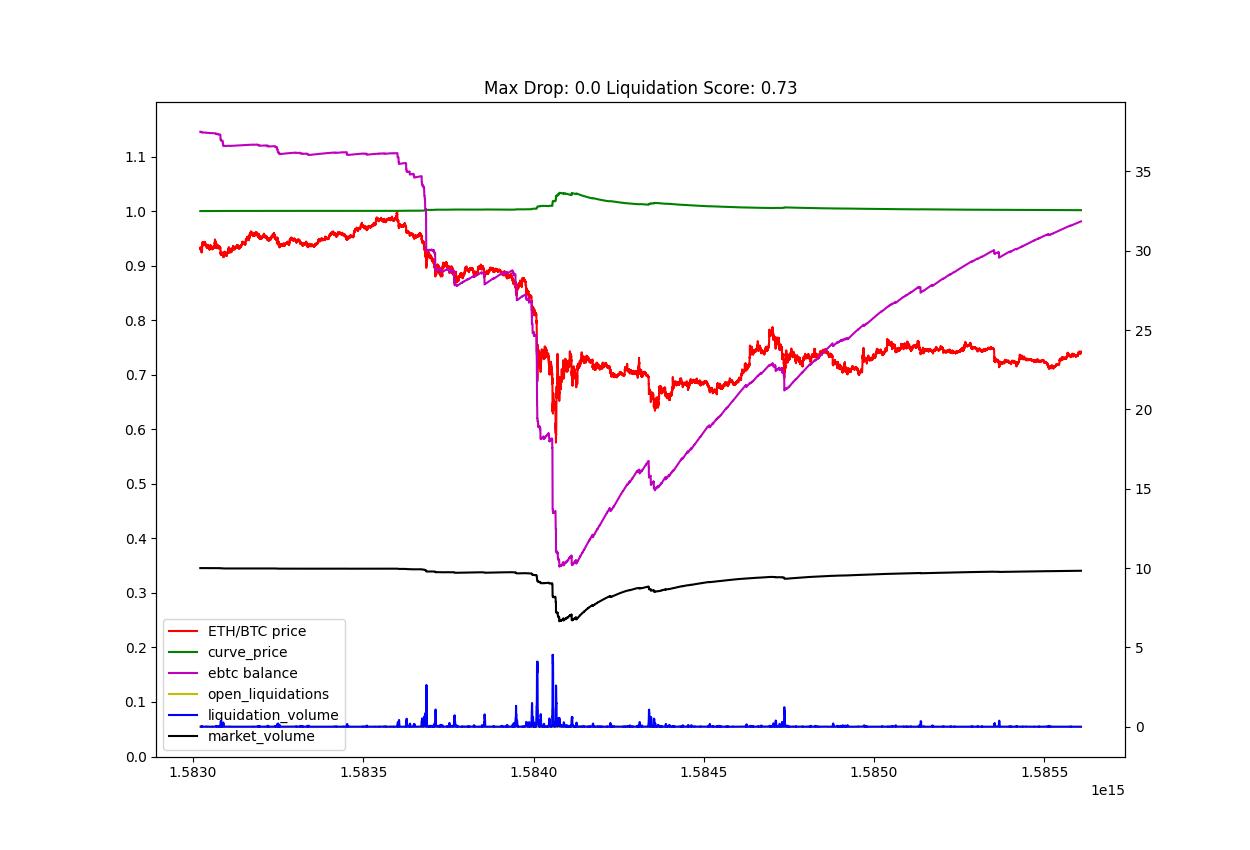 Max Drop: 0.0 Liquidation Score: 0.73
1.1
1.0
0.9
0.8
0.7
0.6
0.5
0.4
0.3
0.2
0.1
0.0
35
30
25
20
15
10
5
0
ETH/BTC price
curve_price
ebtc balance
open_liquidations
liquidation_volume
market_volume
1.5830 1.5835 1.5840 1.5845 1.5850 1.5855
1e15